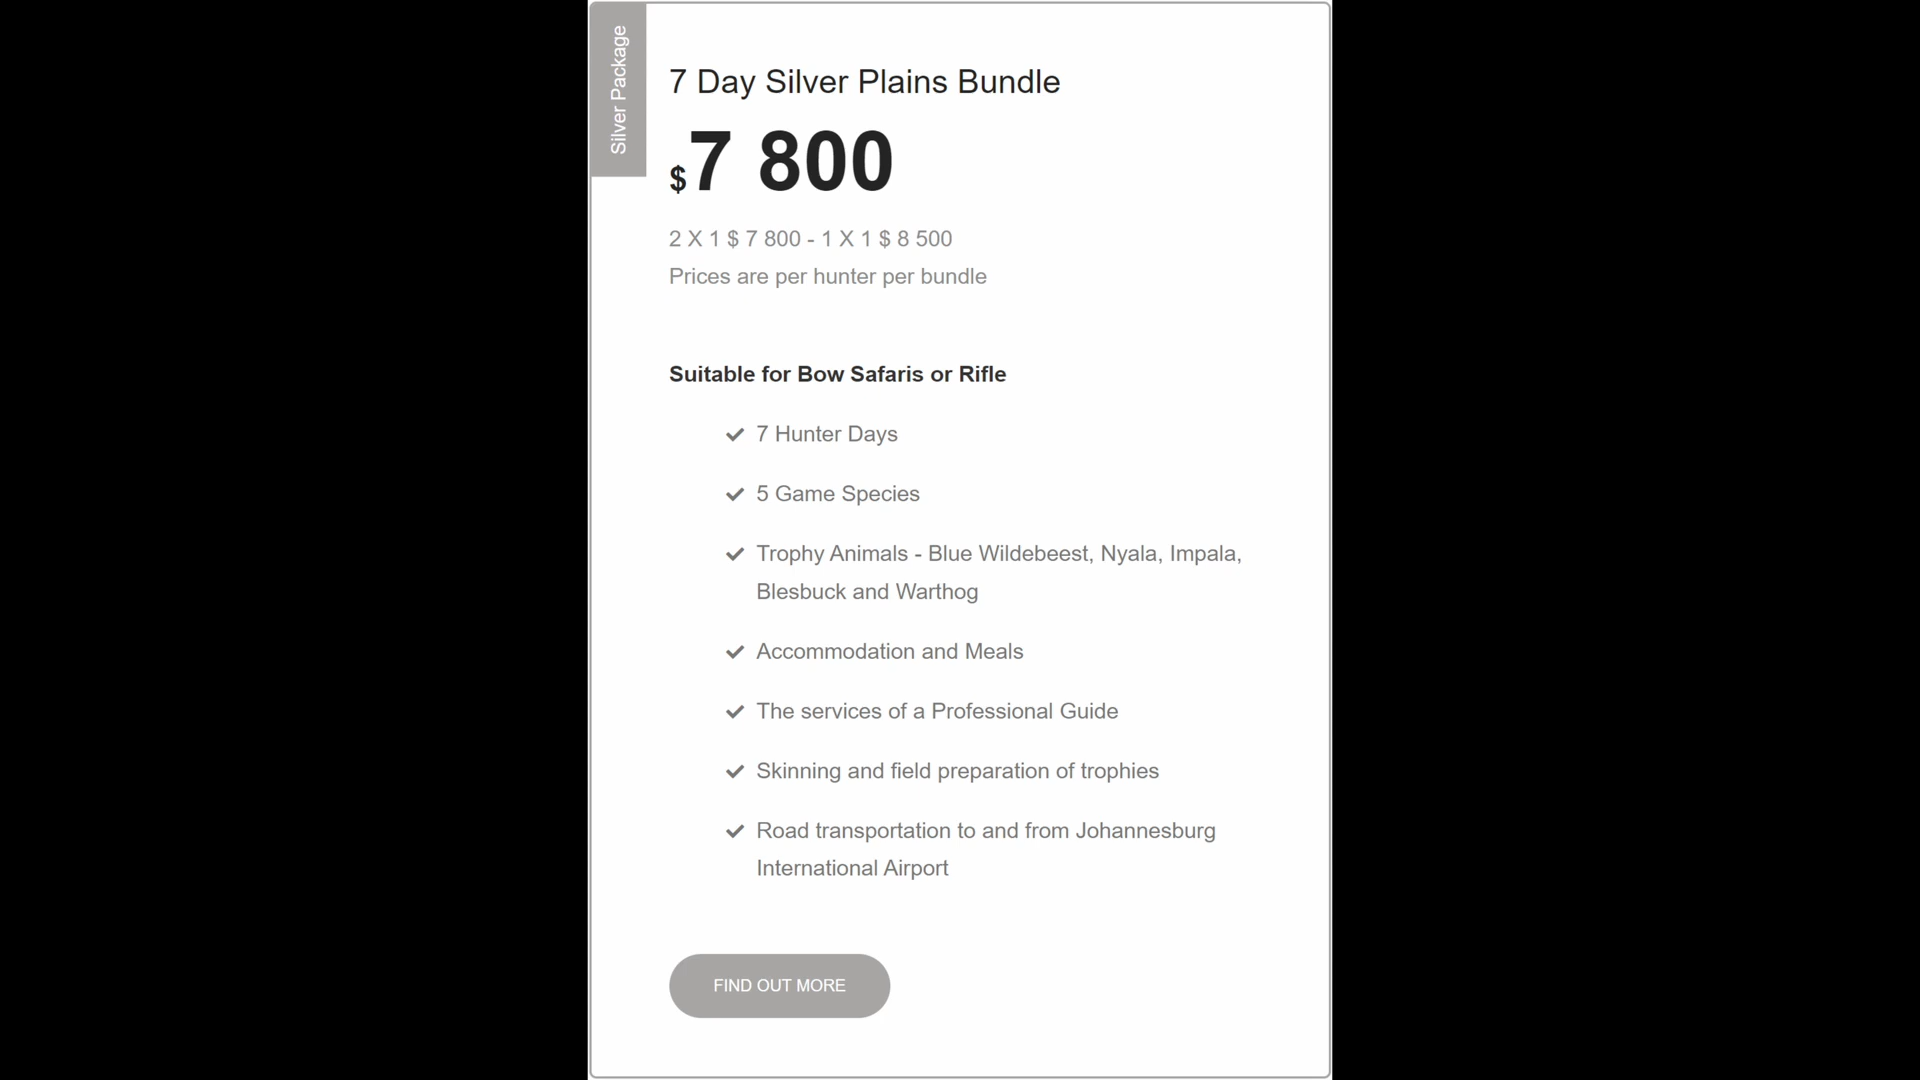 Silver Package
7 Day Silver Plains Bundle
$7 800
2 X 1 $ 7 800 - 1 X 1 $ 8 500
Prices are per hunter per bundle
Suitable for Bow Safaris or Rifle
7 Hunter Days
5 Game Species
Trophy Animals - Blue Wildebeest, Nyala, Impala,
Blesbuck and Warthog
Accommodation and Meals
The services of a Professional Guide
Skinning and field preparation of trophies
Road transportation to and from Johannesburg
International Airport
FIND OUT MORE